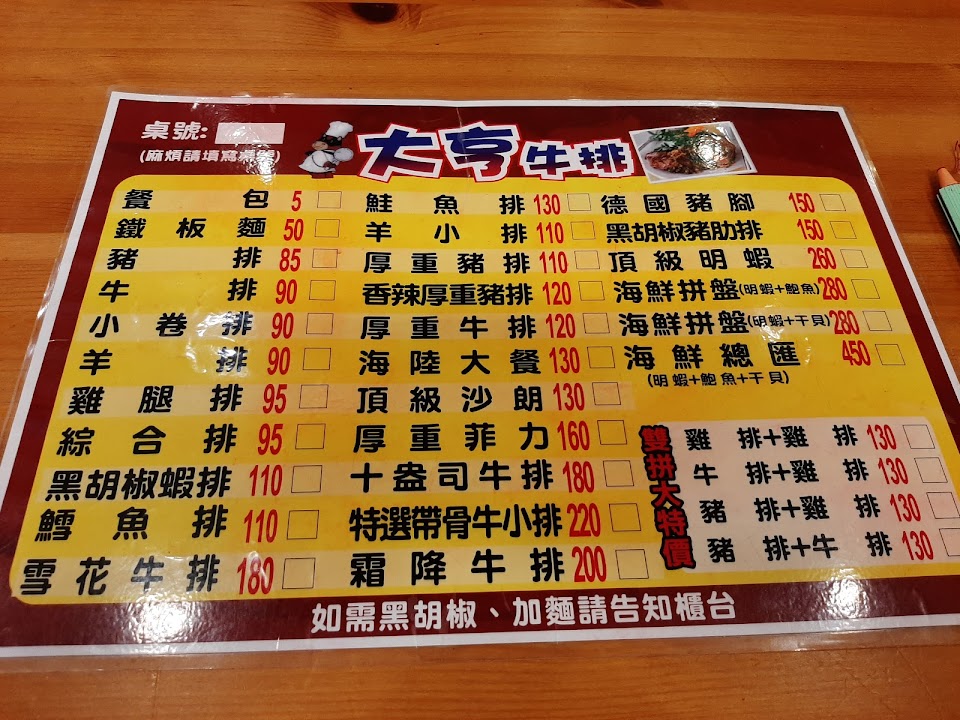 桌號:
(麻煩請填寫桌號)
大亨牛排
餐包 5
鐵板麵 50
豬排 85
牛排 90
小卷排 90
羊排 90
雞腿排 95
綜合排 95
黑胡椒蝦排 110
鱈魚排 110
雪花牛排 180
鮭魚排 130
羊小排 110
厚重豬排 110
香辣厚重豬排 120
厚重牛排 120
海陸大餐 130
頂級沙朗 130
厚重菲力 160
十盎司牛排 180
特選帶骨牛小排 220
霜降牛排 200
德國豬腳 150
黑胡椒豬肋排 150
頂級明蝦 260
海鮮拼盤(明蝦+鮑魚) 280
海鮮拼盤(明蝦+干貝) 280
海鮮總匯 450
(明蝦+鮑魚+干貝)
雙拼大特價
雞排+雞排 130
牛排+雞排 130
豬排+雞排 130
豬排+牛排 130
如需黑胡椒、加麵請告知櫃台